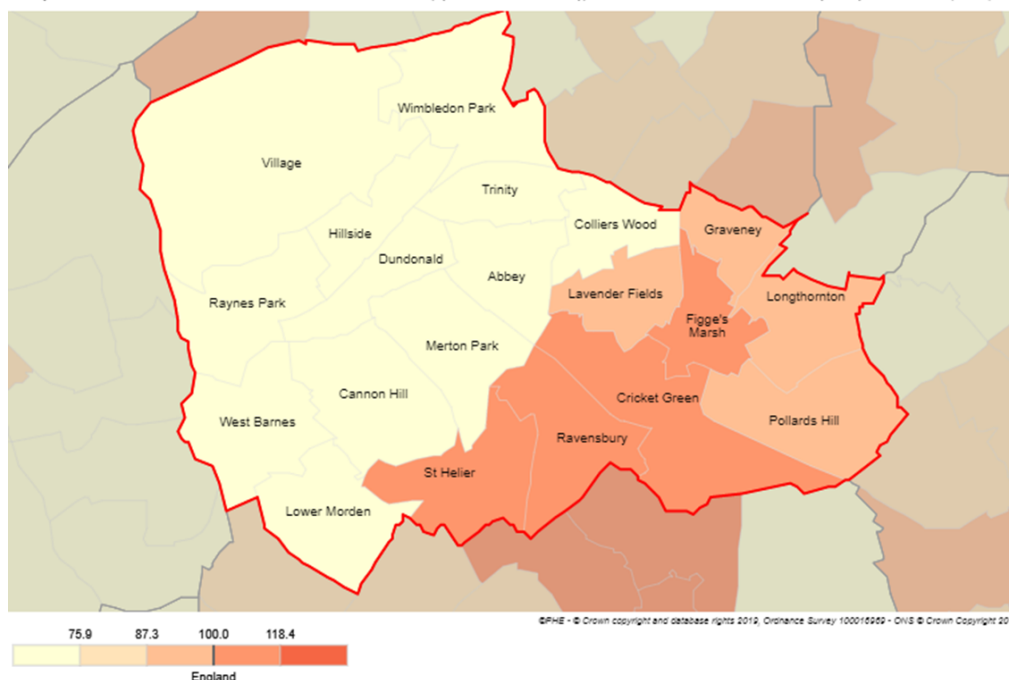 Wimbledon Park
Village
Trinity
Colliers Wood
Graveney
Hillside
Dundonald
Abbey
Lavender Fields
Longthornton
Raynes Park
Figge's
Marsh
Merton Park
Cannon Hill
Cricket Green
West Barnes
Pollards Hill
Ravensbury
St Helier
Lower Morden
©PHE - © Crown copyright and database rights 2019, Ordnance Survey 100016969 - ONS © Crown Copyright 20
75.9 87.3 100.0 118.4
England